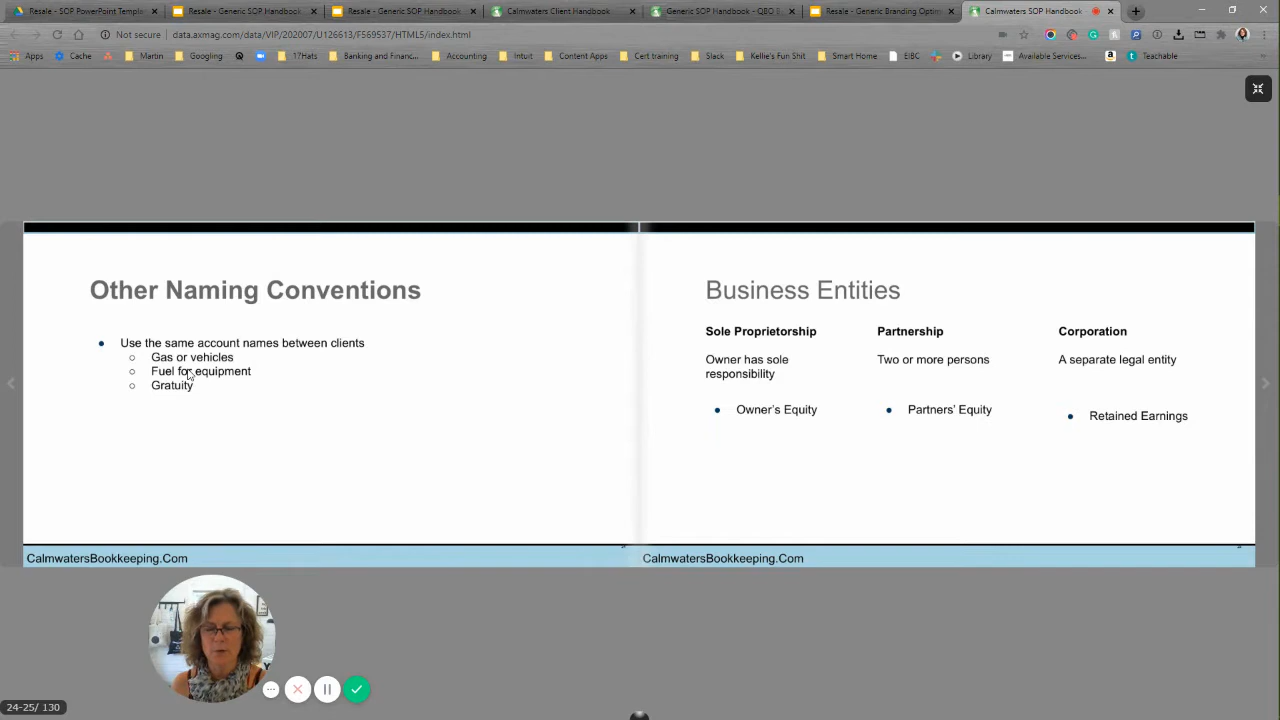 Resale - SOP PowerPoint Templa
Resale - Generic SOP Handbook
Resale - Generic SOP Handbook
Calmwaters Client Handbook
Generic SOP Handbook - QBO B
Resale - Generic Branding Optim
Calmwaters SOP Handbook
Not secure | data.axmag.com/data/VIP/202007/U126613/F569537/HTML5/index.html
Apps Cache Martin Googling 17Hats Banking and Financ... Accounting Intuit Content Apps Cert training Slack Kellie's Fun Shit Smart Home EIBC Library Available Services... Teachable
Other Naming Conventions
Use the same account names between clients
Gas or vehicles
Fuel for equipment
Gratuity
CalmwatersBookkeeping.Com
Business Entities
Sole Proprietorship
Owner has sole
responsibility
Owner's Equity
Partnership
Two or more persons
Partners' Equity
Corporation
A separate legal entity
Retained Earnings
CalmwatersBookkeeping.Com
24-25/ 130